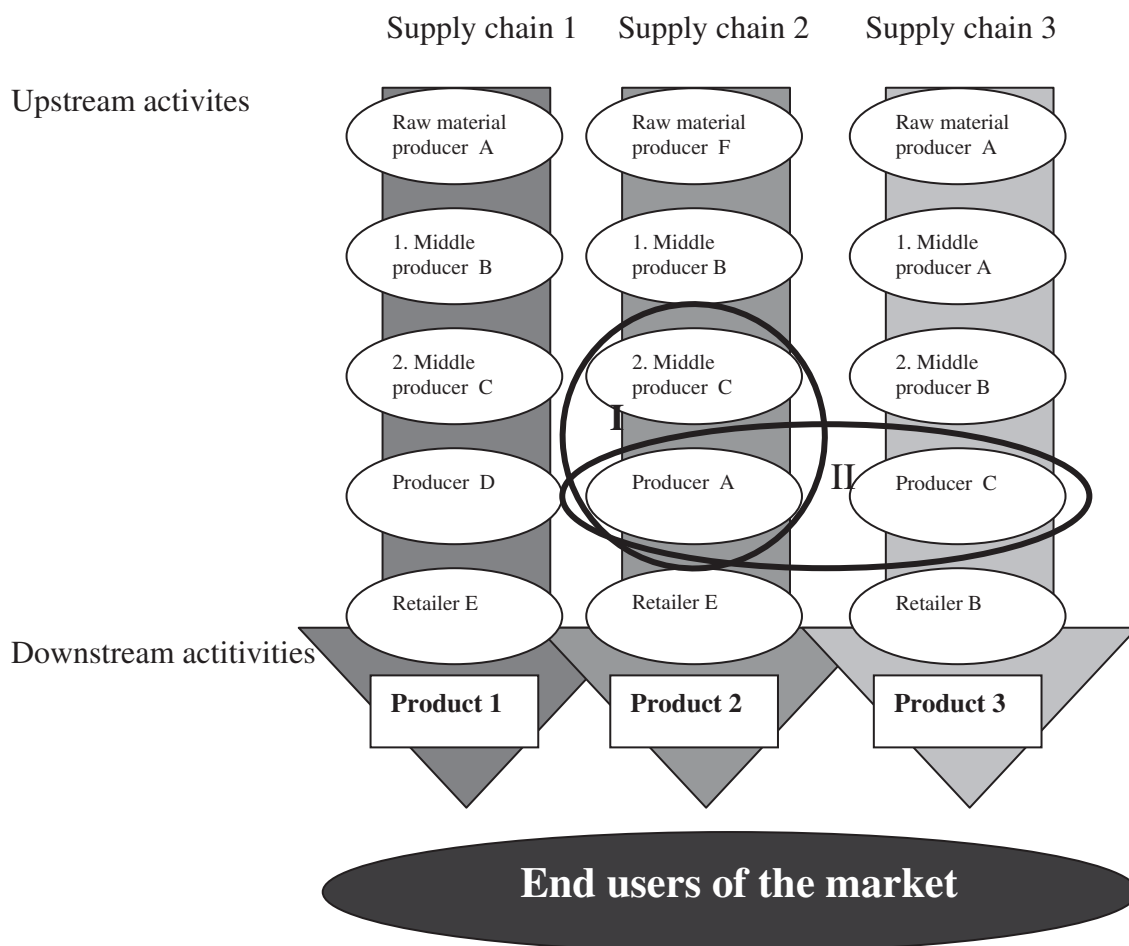 Supply chain 1
Supply chain 2
Supply chain 3
Upstream activites
Raw material
producer A
Raw material
producer F
Raw material
producer A
1. Middle
producer B
1. Middle
producer B
1. Middle
producer A
2. Middle
producer C
2. Middle
producer C
2. Middle
producer B
I
Producer D
Producer A
II
Producer C
Retailer E
Retailer E
Retailer B
Downstream actitivities
Product 1
Product 2
Product 3
End users of the market